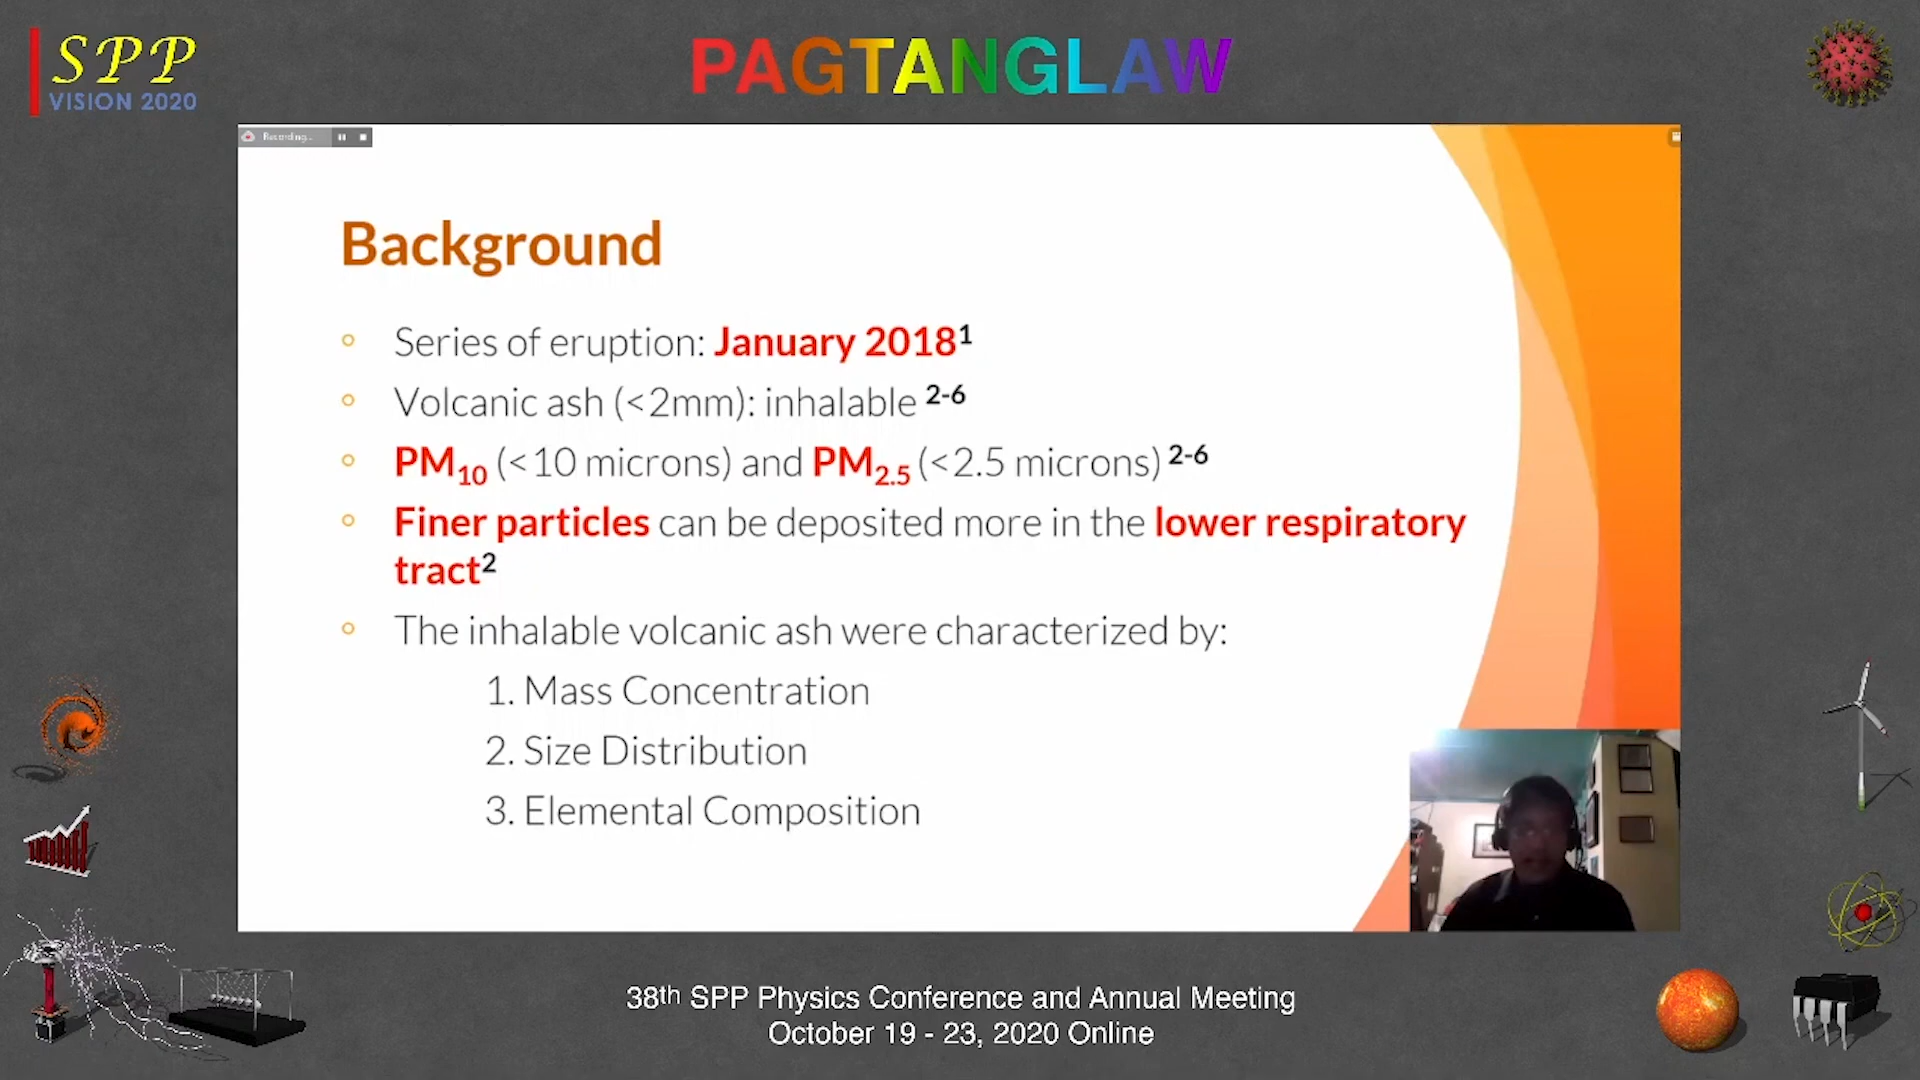 SPP
VISION 2020
PAGTANGLAW
Recording...
Background
Series of eruption: January 2018¹
Volcanic ash (<2mm): inhalable ²⁻⁶
PM₁₀ (<10 microns) and PM₂.₅ (<2.5 microns) ²⁻⁶
Finer particles can be deposited more in the lower respiratory
tract²
The inhalable volcanic ash were characterized by:
1. Mass Concentration
2. Size Distribution
3. Elemental Composition
38th SPP Physics Conference and Annual Meeting
October 19 - 23, 2020 Online